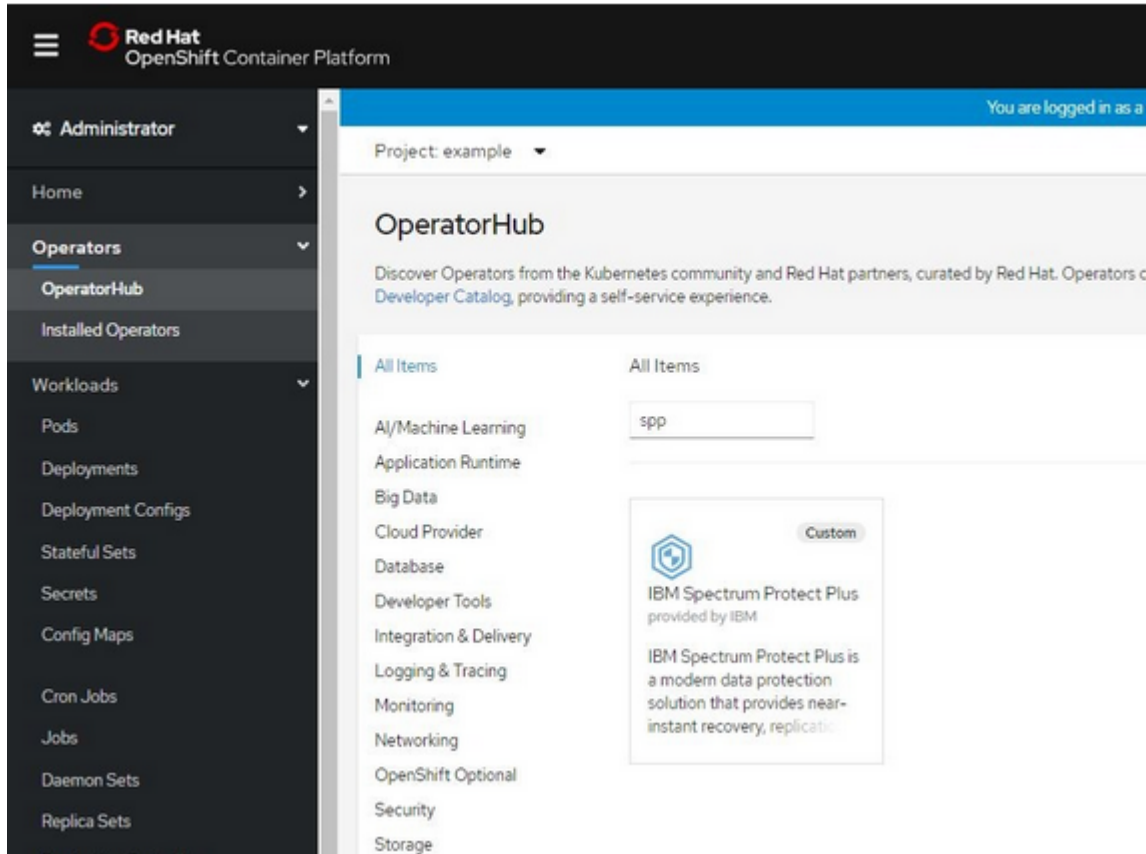 Red Hat
OpenShift Container Platform
Administrator
Home
Operators
OperatorHub
Installed Operators
Workloads
Pods
Deployments
Deployment Configs
Stateful Sets
Secrets
Config Maps
Cron Jobs
Jobs
Daemon Sets
Replica Sets
You are logged in as a
Project: example
OperatorHub
Discover Operators from the Kubernetes community and Red Hat partners, curated by Red Hat. Operators
Developer Catalog, providing a self-service experience.
All Items
AI/Machine Learning
Application Runtime
Big Data
Cloud Provider
Database
Developer Tools
Integration & Delivery
Logging & Tracing
Monitoring
Networking
OpenShift Optional
Security
Storage
All Items
spp
Custom
IBM Spectrum Protect Plus
provided by IBM
IBM Spectrum Protect Plus is
a modern data protection
solution that provides near-
instant recovery, replicatio